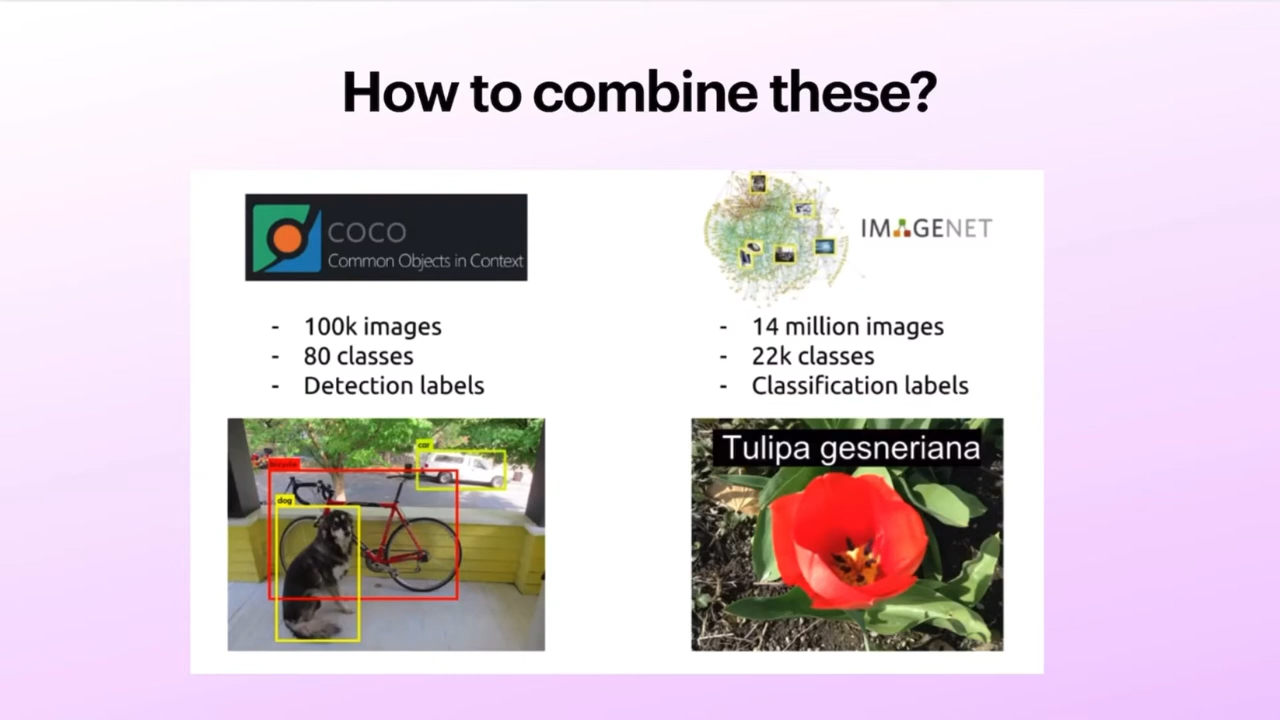 How to combine these?
COCO
Common Objects in Context
- 100k images
- 80 classes
- Detection labels
car
bicycle
dog
IMAGENET
- 14 million images
- 22k classes
- Classification labels
Tulipa gesneriana